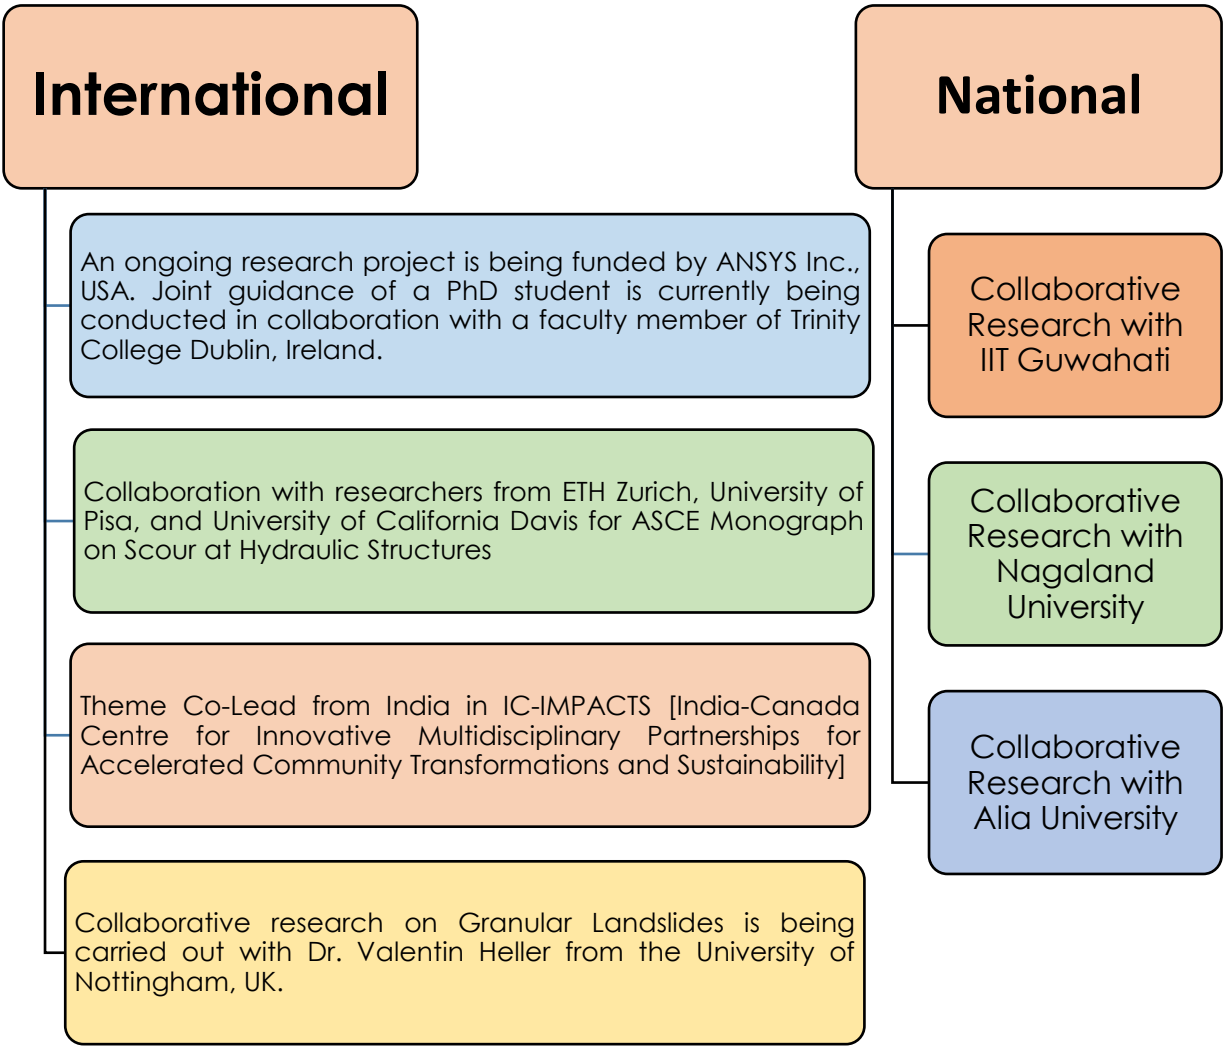 International
An ongoing research project is being funded by ANSYS Inc.,
USA. Joint guidance of a PhD student is currently being
conducted in collaboration with a faculty member of Trinity
College Dublin, Ireland.
Collaboration with researchers from ETH Zurich, University of
Pisa, and University of California Davis for ASCE Monograph
on Scour at Hydraulic Structures
Theme Co-Lead from India in IC-IMPACTS [India-Canada
Centre for Innovative Multidisciplinary Partnerships for
Accelerated Community Transformations and Sustainability]
Collaborative research on Granular Landslides is being
carried out with Dr. Valentin Heller from the University of
Nottingham, UK.
National
Collaborative
Research with
IIT Guwahati
Collaborative
Research with
Nagaland
University
Collaborative
Research with
Alia University